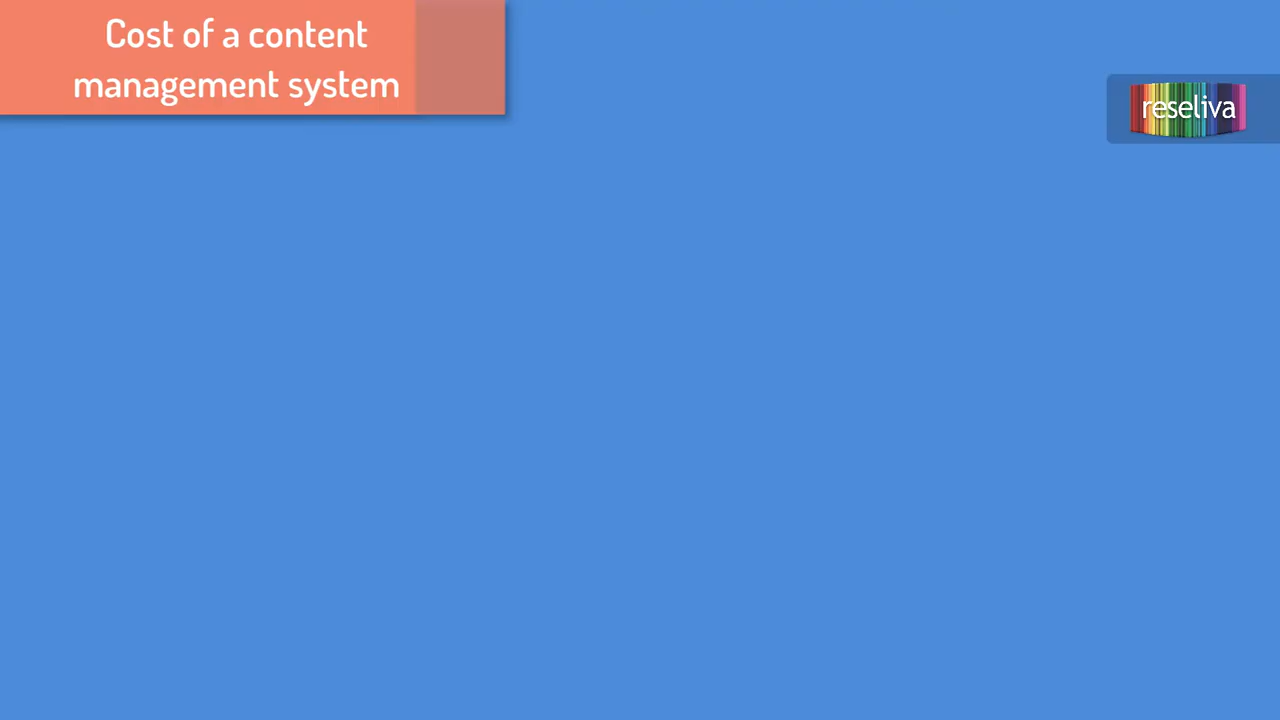 Cost of a content
management system
reseliva